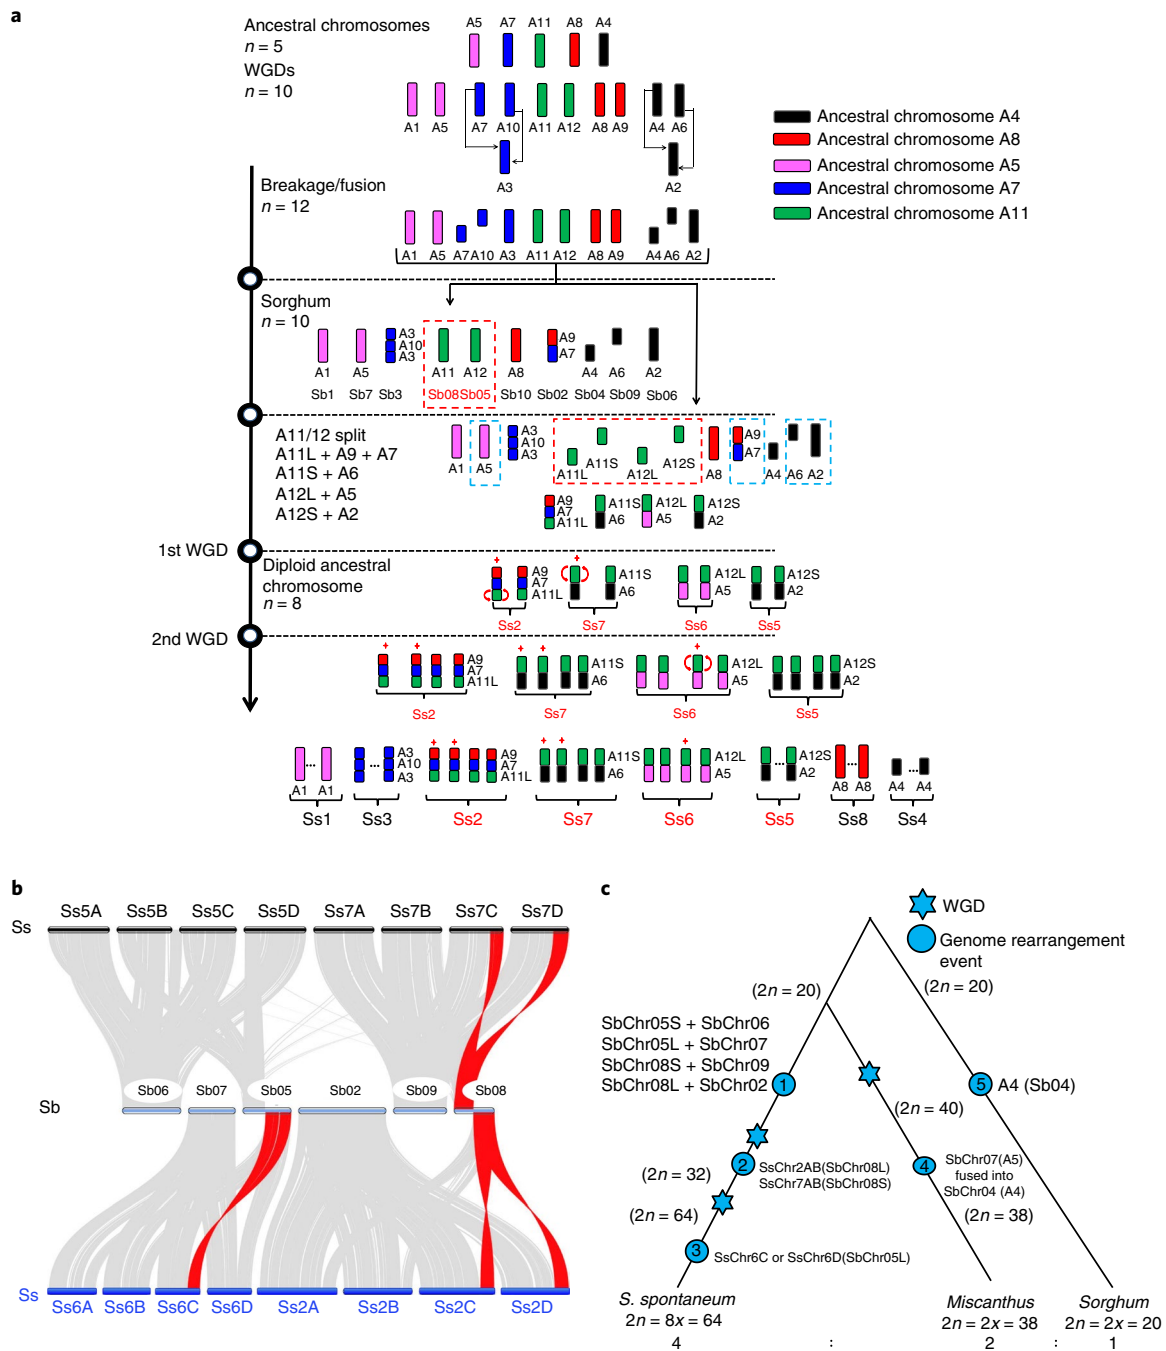 a
Ancestral chromosomes
n = 5
WGDs
n = 10
A5 A7 A11 A8 A4
A1 A5 A7 A10 A11 A12 A8 A9 A4 A6
A3 A2
Ancestral chromosome A4
Ancestral chromosome A8
Ancestral chromosome A5
Ancestral chromosome A7
Ancestral chromosome A11
Breakage/fusion
n = 12
A1 A5 A7 A10 A3 A11 A12 A8 A9 A4 A6 A2
Sorghum
n = 10
A3
A10
A3
A9
A7
A1 A5 A11 A12 A8 A4 A6 A2
Sb1 Sb7 Sb3 Sb08 Sb05 Sb10 Sb02 Sb04 Sb09 Sb06
A11/12 split
A11L + A9 + A7
A11S + A6
A12L + A5
A12S + A2
A3
A10
A3
A9
A7
A1 A5 A11L A11S A12L A12S A8 A4 A6 A2
A9 A11S A12L A12S
A7 A6 A5 A2
A11L
1st WGD
Diploid ancestral
chromosome
n = 8
+ +
A9 A11S A12L A12S
A7 A6 A5 A2
A11L
Ss2 Ss7 Ss6 Ss5
2nd WGD
+ + + + +
A9 A11S A12L A12S
A7 A6 A5 A2
A11L
Ss2 Ss7 Ss6 Ss5
+ + + + +
A3 A9 A11S A12L A12S
A10 A7 A6 A5 A2
A3 A11L
... ... ... ... ...
A1 A1 A8 A8 A4 A4
Ss1 Ss3 Ss2 Ss7 Ss6 Ss5 Ss8 Ss4
b
Ss5A Ss5B Ss5C Ss5D Ss7A Ss7B Ss7C Ss7D
Ss
Sb06 Sb07 Sb05 Sb02 Sb09 Sb08
Sb
Ss
Ss6A Ss6B Ss6C Ss6D Ss2A Ss2B Ss2C Ss2D
c
WGD
Genome rearrangement
event
(2n = 20)
(2n = 20)
SbChr05S + SbChr06
SbChr05L + SbChr07
SbChr08S + SbChr09
SbChr08L + SbChr02
1
5 A4 (Sb04)
(2n = 40)
2
SsChr2AB(SbChr08L)
SsChr7AB(SbChr08S)
(2n = 32)
4
SbChr07(A5)
fused into
SbChr04 (A4)
(2n = 64)
(2n = 38)
3
SsChr6C or SsChr6D(SbChr05L)
S. spontaneum Miscanthus Sorghum
2n = 8x = 64 2n = 2x = 38 2n = 2x = 20
4 : 2 : 1